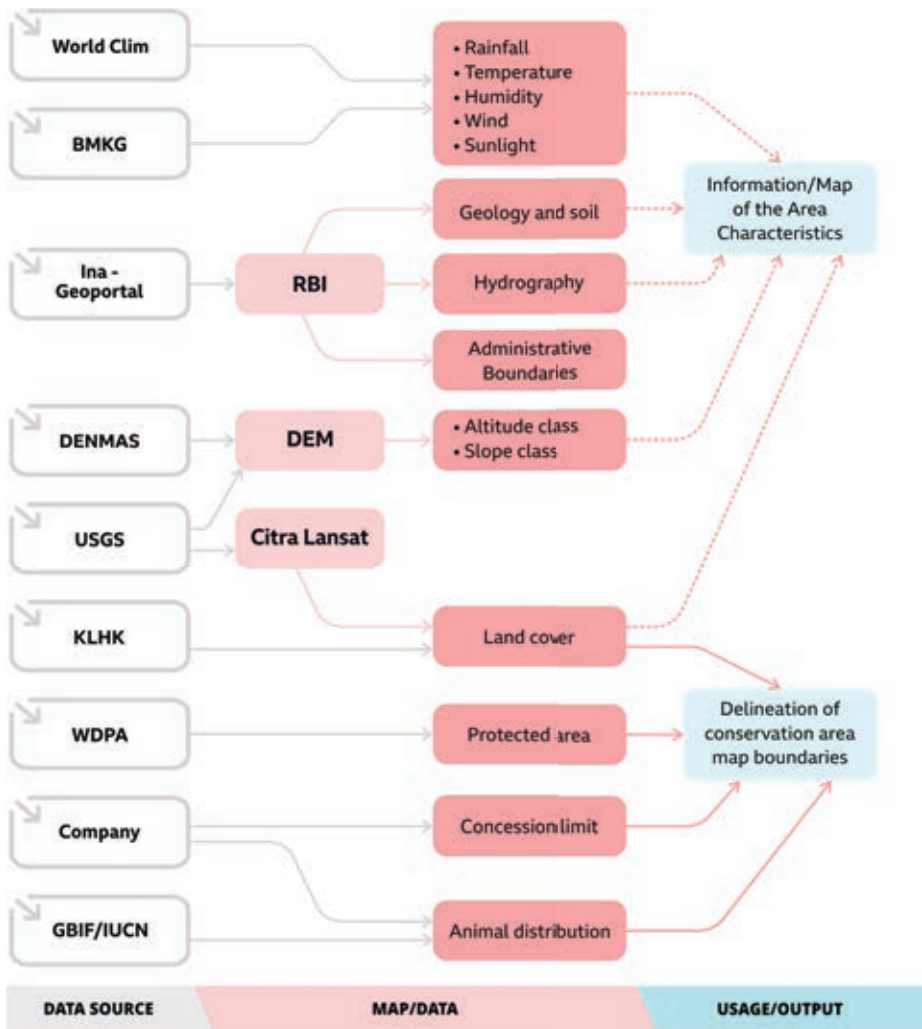 World Clim
BMKG
Ina -
Geoportal
DENMAS
USGS
KLHK
WDPA
Company
GBIF/IUCN
RBI
DEM
Citra Lansat
• Rainfall
• Temperature
• Humidity
• Wind
• Sunlight
Geology and soil
Hydrography
Administrative
Boundaries
• Altitude class
• Slope class
Land cower
Protected area
Concession limit
Animal distribution
Information/Map
of the Area
Characteristics
Delineation of
conservation area
map boundaries
DATA SOURCE
MAP/DATA
USAGE/OUTPUT